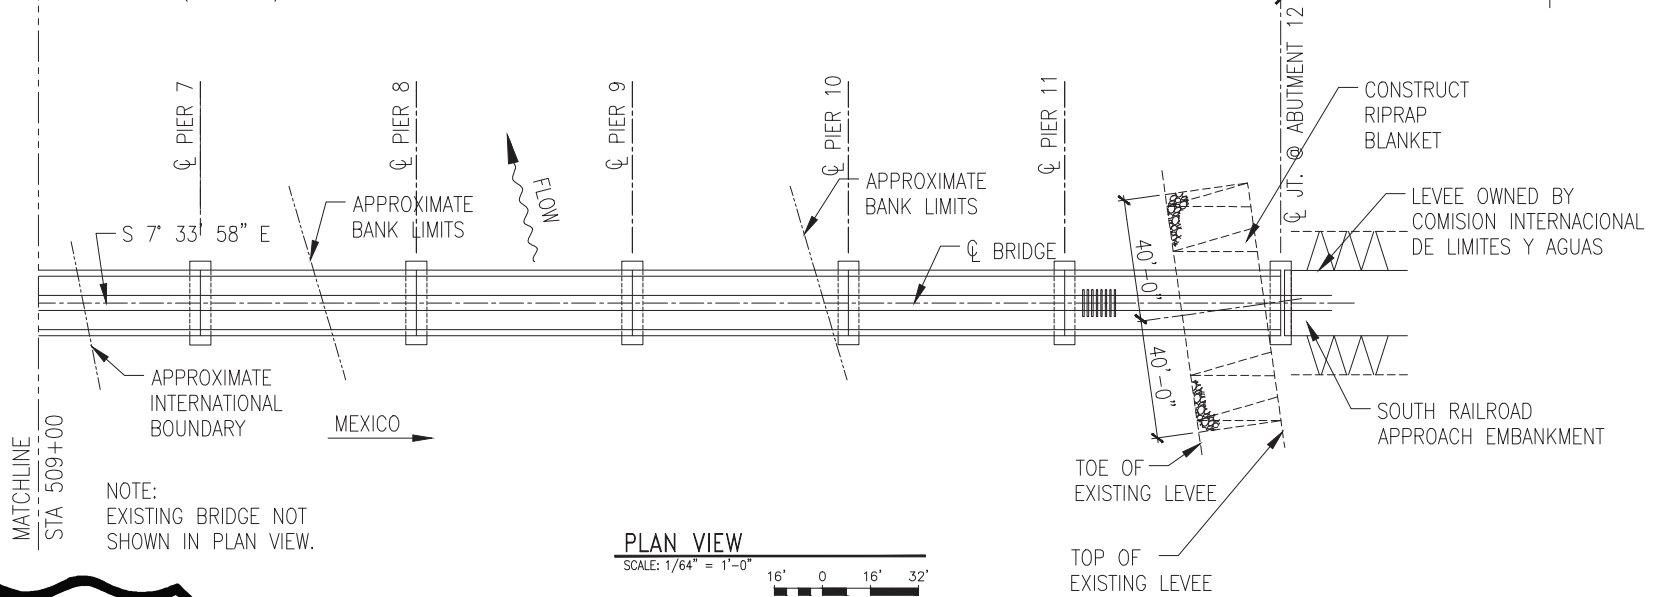 ℄ PIER 7
℄ PIER 8
℄ PIER 9
℄ PIER 10
℄ PIER 11
℄ JT. @ ABUTMENT 12
CONSTRUCT
RIPRAP
BLANKET
FLOW
APPROXIMATE
BANK LIMITS
APPROXIMATE
BANK LIMITS
LEVEE OWNED BY
COMISION INTERNACIONAL
DE LIMITES Y AGUAS
S 7° 33' 58" E
℄ BRIDGE
40'-0"
40'-0"
APPROXIMATE
INTERNATIONAL
BOUNDARY
MEXICO
SOUTH RAILROAD
APPROACH EMBANKMENT
MATCHLINE
STA 509+00
TOE OF
EXISTING LEVEE
NOTE:
EXISTING BRIDGE NOT
SHOWN IN PLAN VIEW.
TOP OF
EXISTING LEVEE
PLAN VIEW
SCALE: 1/64" = 1'-0"
16' 0 16' 32'